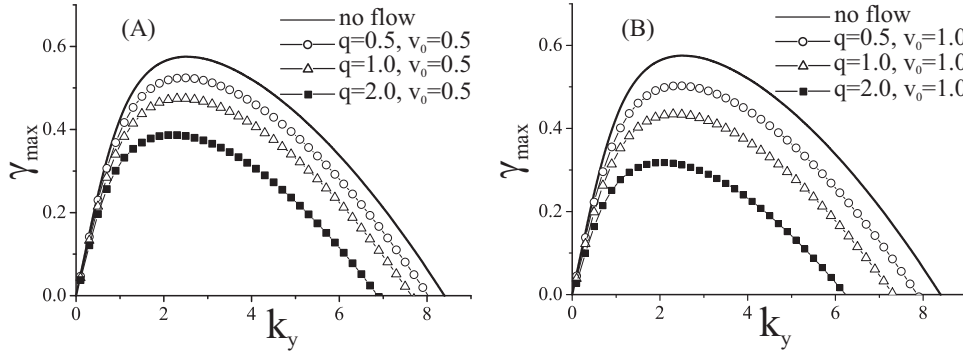 (A)
no flow
q=0.5, v₀=0.5
q=1.0, v₀=0.5
q=2.0, v₀=0.5
0.6
0.4
0.2
0.0
γmax
0 2 4 6 8
ky
(B)
no flow
q=0.5, v₀=1.0
q=1.0, v₀=1.0
q=2.0, v₀=1.0
0.6
0.4
0.2
0.0
γmax
0 2 4 6 8
ky